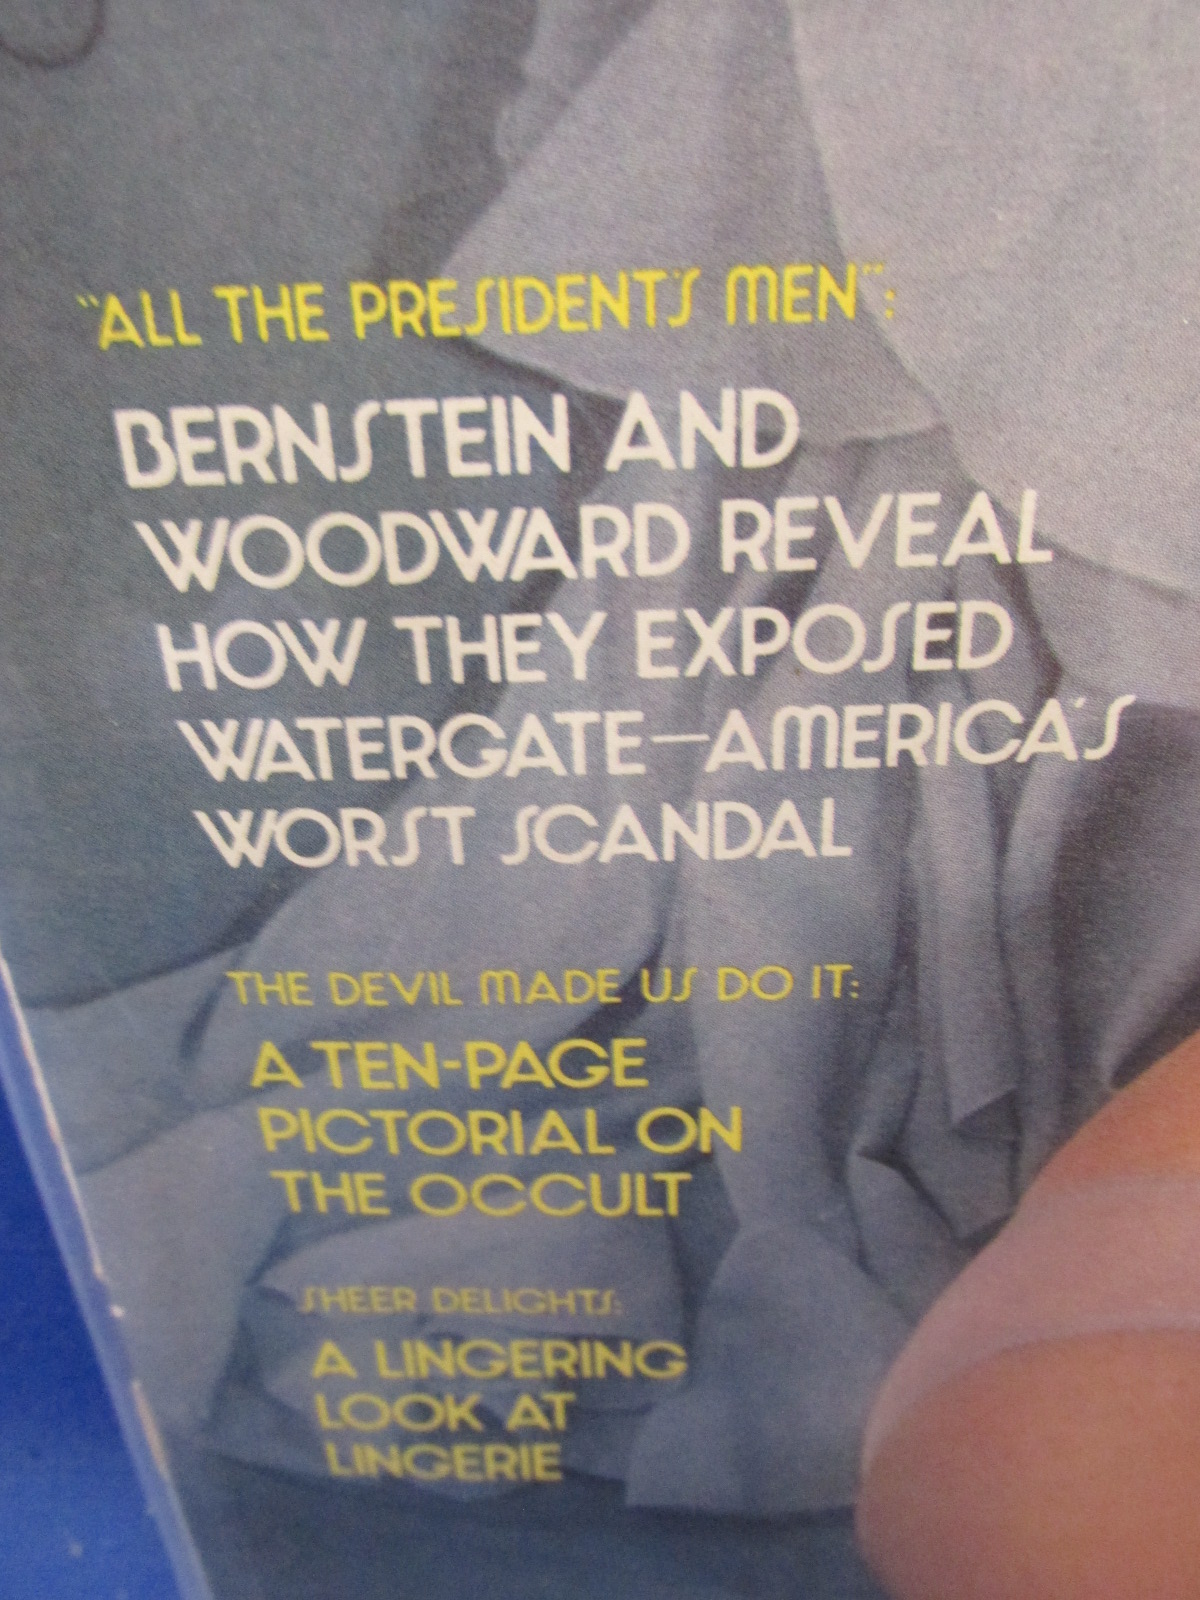 "ALL THE PRESIDENT'S MEN":
BERNSTEIN AND
WOODWARD REVEAL
HOW THEY EXPOSED
WATERGATE—AMERICA'S
WORST SCANDAL
THE DEVIL MADE US DO IT:
A TEN-PAGE
PICTORIAL ON
THE OCCULT
SHEER DELIGHTS:
A LINGERING
LOOK AT
LINGERIE